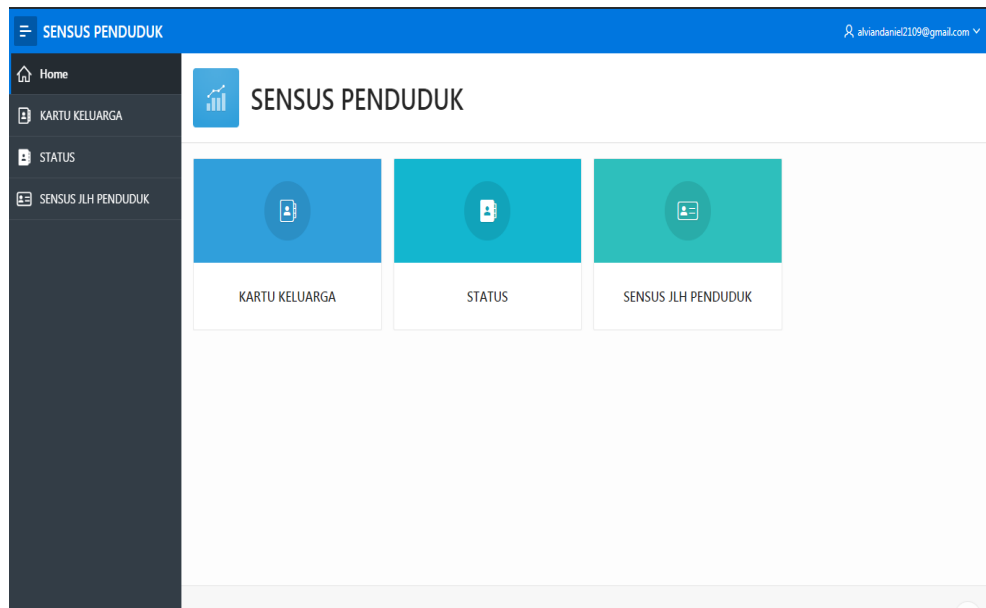 SENSUS PENDUDUK
alviandaniel2109@gmail.com
Home
KARTU KELUARGA
STATUS
SENSUS JLH PENDUDUK
SENSUS PENDUDUK
KARTU KELUARGA
STATUS
SENSUS JLH PENDUDUK